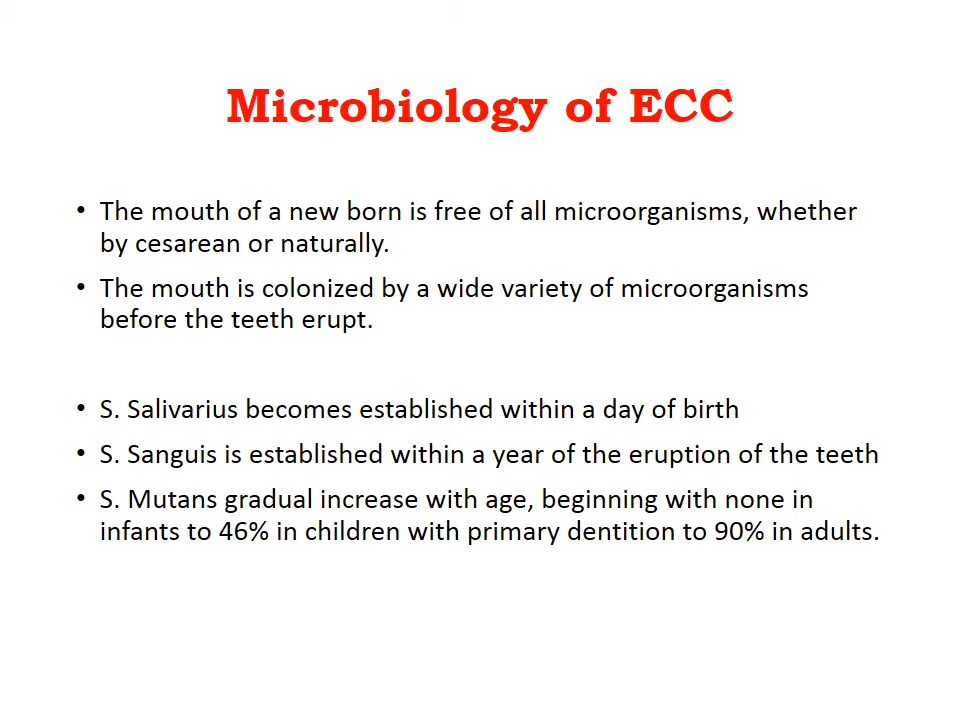 Microbiology of ECC
• The mouth of a new born is free of all microorganisms, whether
by cesarean or naturally.
• The mouth is colonized by a wide variety of microorganisms
before the teeth erupt.
• S. Salivarius becomes established within a day of birth
• S. Sanguis is established within a year of the eruption of the teeth
• S. Mutans gradual increase with age, beginning with none in
infants to 46% in children with primary dentition to 90% in adults.